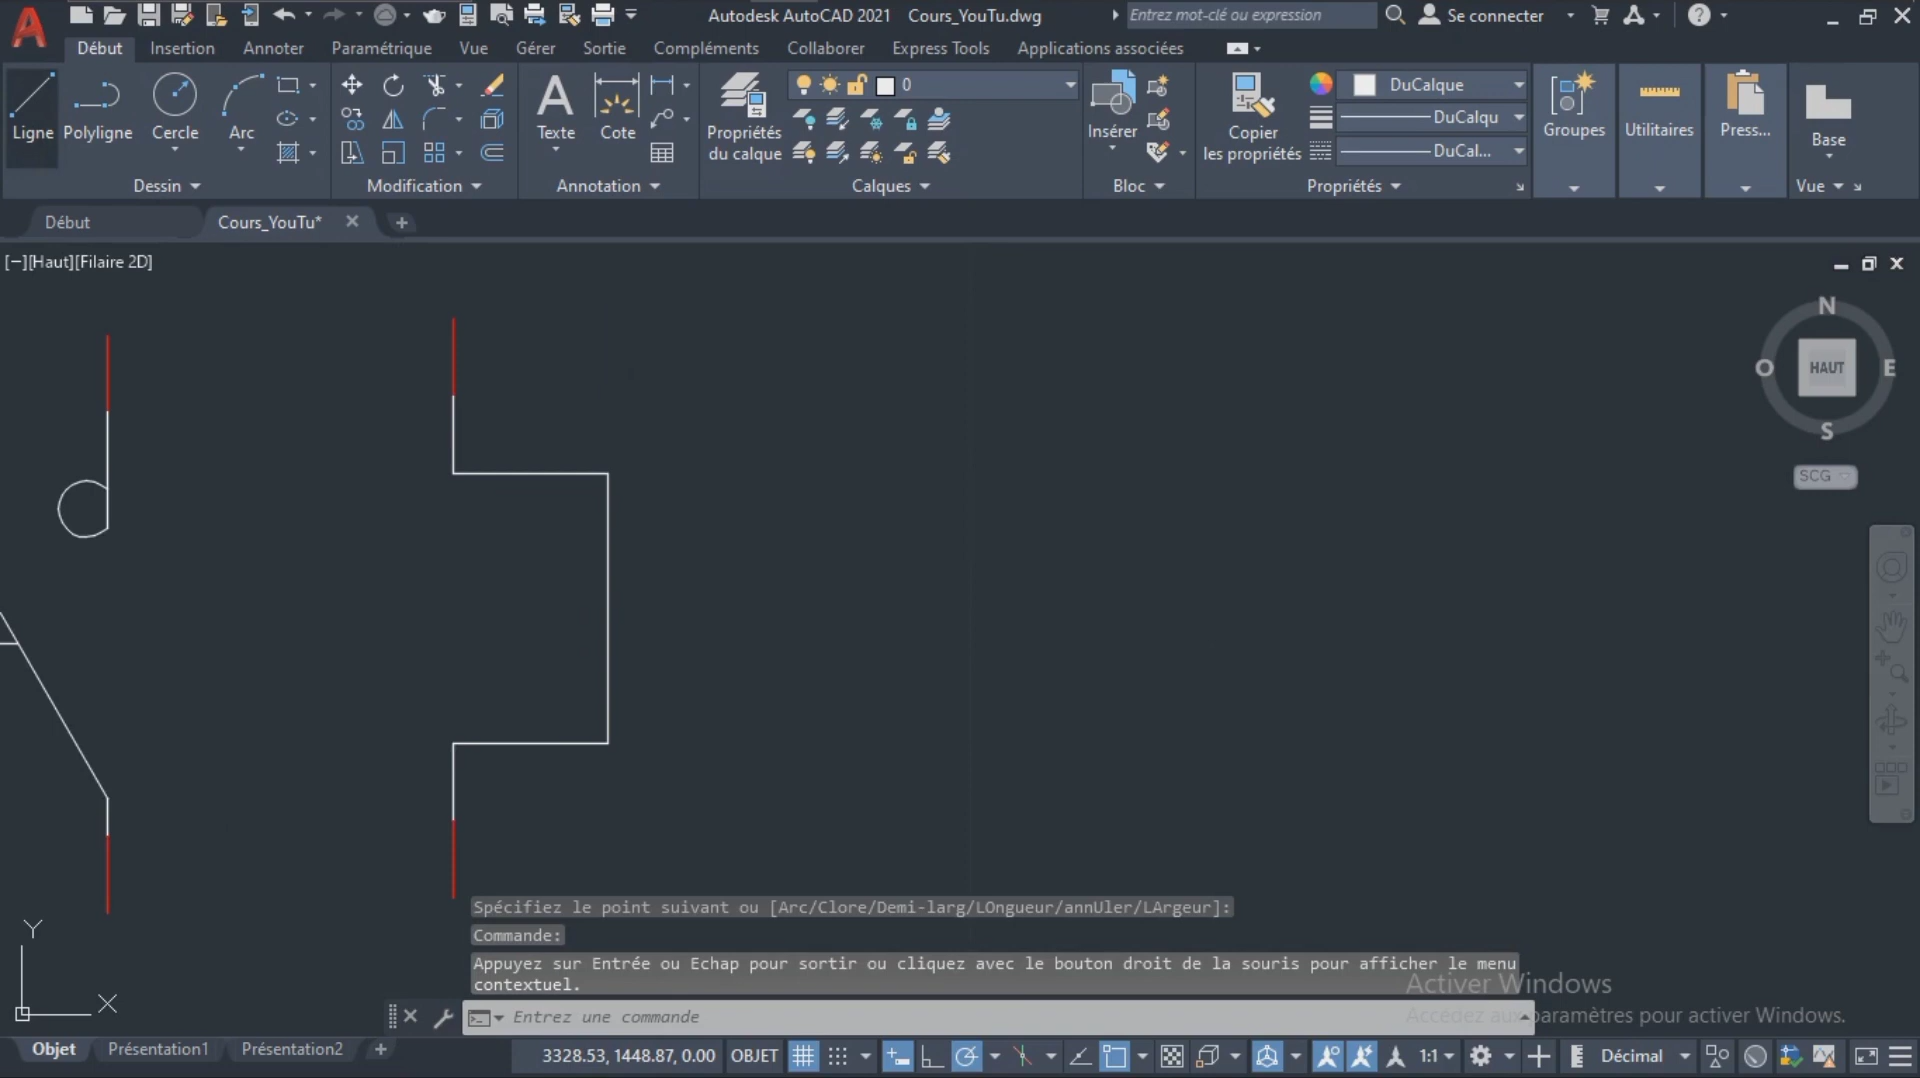 Autodesk AutoCAD 2021 Cours_YouTu.dwg
Entrez mot-clé ou expression
Se connecter
Début Insertion Annoter Paramétrique Vue Gérer Sortie Compléments Collaborer Express Tools Applications associées
Ligne Polyligne Cercle Arc
Texte Cote
Propriétés du calque
0
Insérer
Copier les propriétés
DuCalque
DuCalqu
DuCal...
Groupes Utilitaires Press... Base
Dessin Modification Annotation Calques Bloc Propriétés Vue
Début Cours_YouTu*
[−][Haut][Filaire 2D]
N
O HAUT E
S
SCG
Spécifiez le point suivant ou [Arc/Clore/Demi-larg/LOngueur/annUler/LArgeur]:
Commande:
Appuyez sur Entrée ou Echap pour sortir ou cliquez avec le bouton droit de la souris pour afficher le menu
contextuel.
Y
X
Activer Windows
Accédez aux paramètres pour activer Windows.
Entrez une commande
Objet Présentation1 Présentation2 +
3328.53, 1448.87, 0.00 OBJET 1:1 Décimal